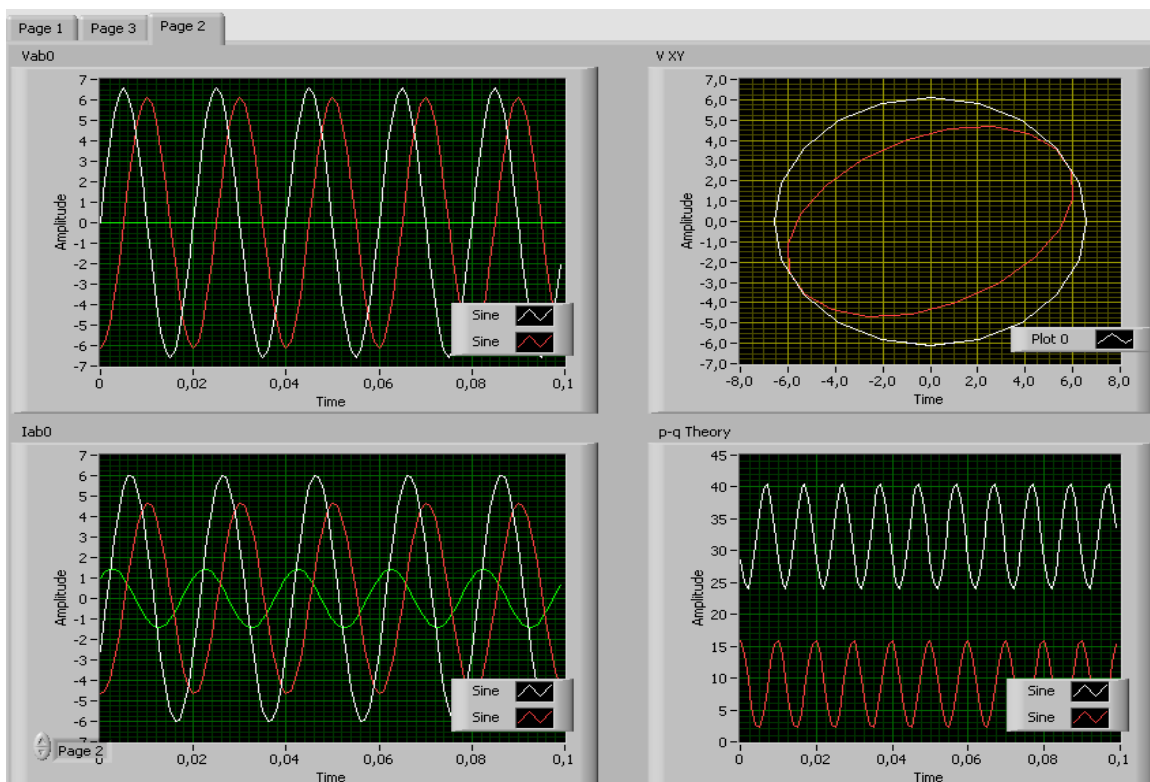 Page 1 Page 3 Page 2
Vab0
7
6
5
4
3
2
1
0
-1
-2
-3
-4
-5
-6
-7
Amplitude
0 0,02 0,04 0,06 0,08 0,1
Time
Sine
Sine
V XY
7,0
6,0
5,0
4,0
3,0
2,0
1,0
0,0
-1,0
-2,0
-3,0
-4,0
-5,0
-6,0
-7,0
Amplitude
-8,0 -6,0 -4,0 -2,0 0,0 2,0 4,0 6,0 8,0
Time
Plot 0
Iab0
7
6
5
4
3
2
1
0
-1
-2
-3
-4
-5
-6
-7
Amplitude
0 0,02 0,04 0,06 0,08 0,1
Time
Sine
Sine
Page 2
p-q Theory
45
40
35
30
25
20
15
10
5
0
Amplitude
0 0,02 0,04 0,06 0,08 0,1
Time
Sine
Sine